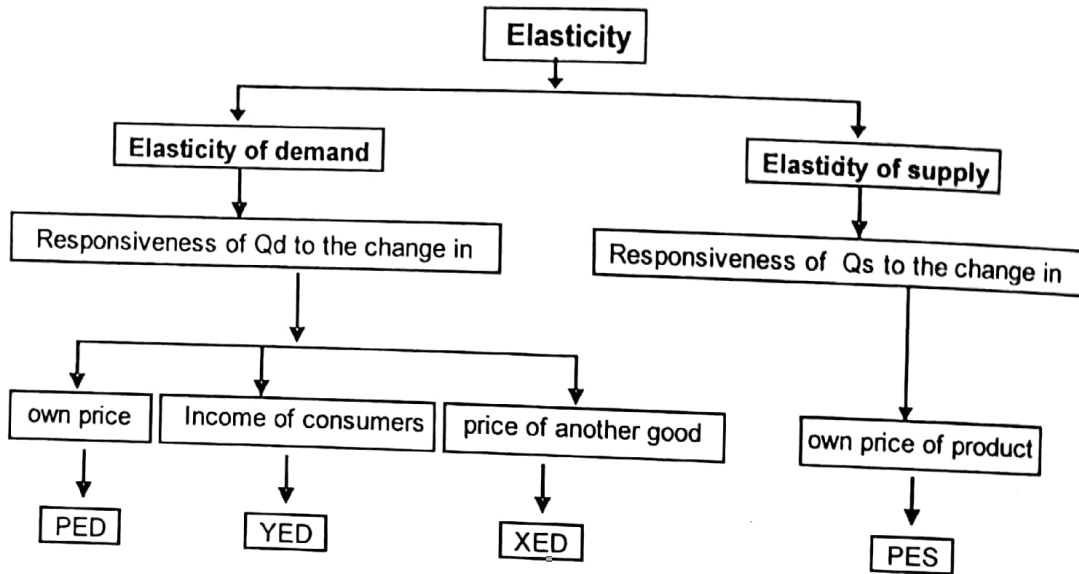 Elasticity
Elasticity of demand
Elasticity of supply
Responsiveness of Qd to the change in
Responsiveness of Qs to the change in
own price
Income of consumers
price of another good
own price of product
PED
YED
XED
PES